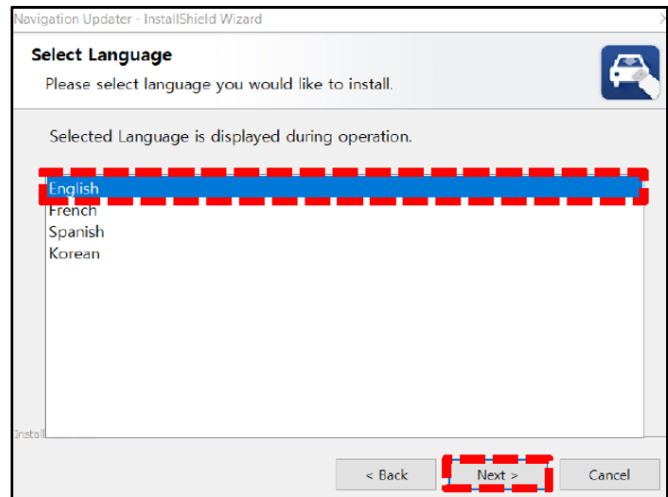 Navigation Updater - InstallShield Wizard
Select Language
Please select language you would like to install.
Selected Language is displayed during operation.
English
French
Spanish
Korean
Install
< Back
Next >
Cancel